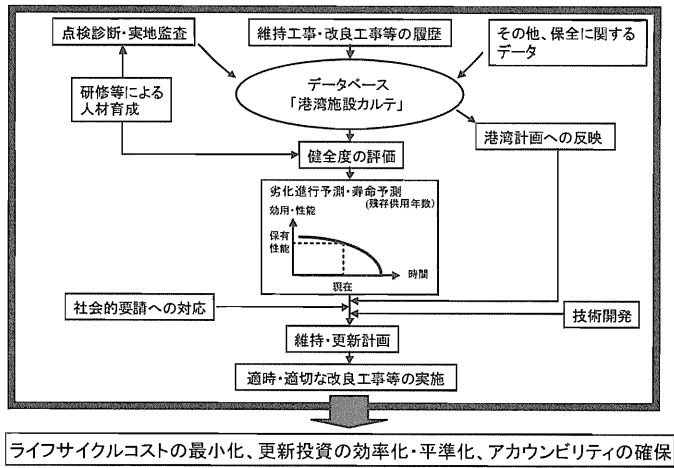 点検診断・実地監査
維持工事・改良工事等の履歴
その他、保全に関する
データ
データベース
「港湾施設カルテ」
研修等による
人材育成
港湾計画への反映
健全度の評価
劣化進行予測・寿命予測
(残存供用年数)
効用・性能
保有
性能
時間
現在
社会的要請への対応
技術開発
維持・更新計画
適時・適切な改良工事等の実施
ライフサイクルコストの最小化、更新投資の効率化・平準化、アカウンビリティの確保